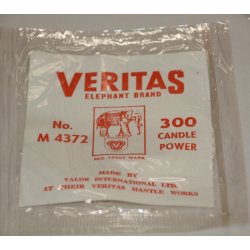 VERITAS
ELEPHANT BRAND
No.
M 4372
300
CANDLE
POWER
REG. TRADE MARK
MADE BY
VALOR INTERNATIONAL LTD.
AT THEIR VERITAS MANTLE WORKS